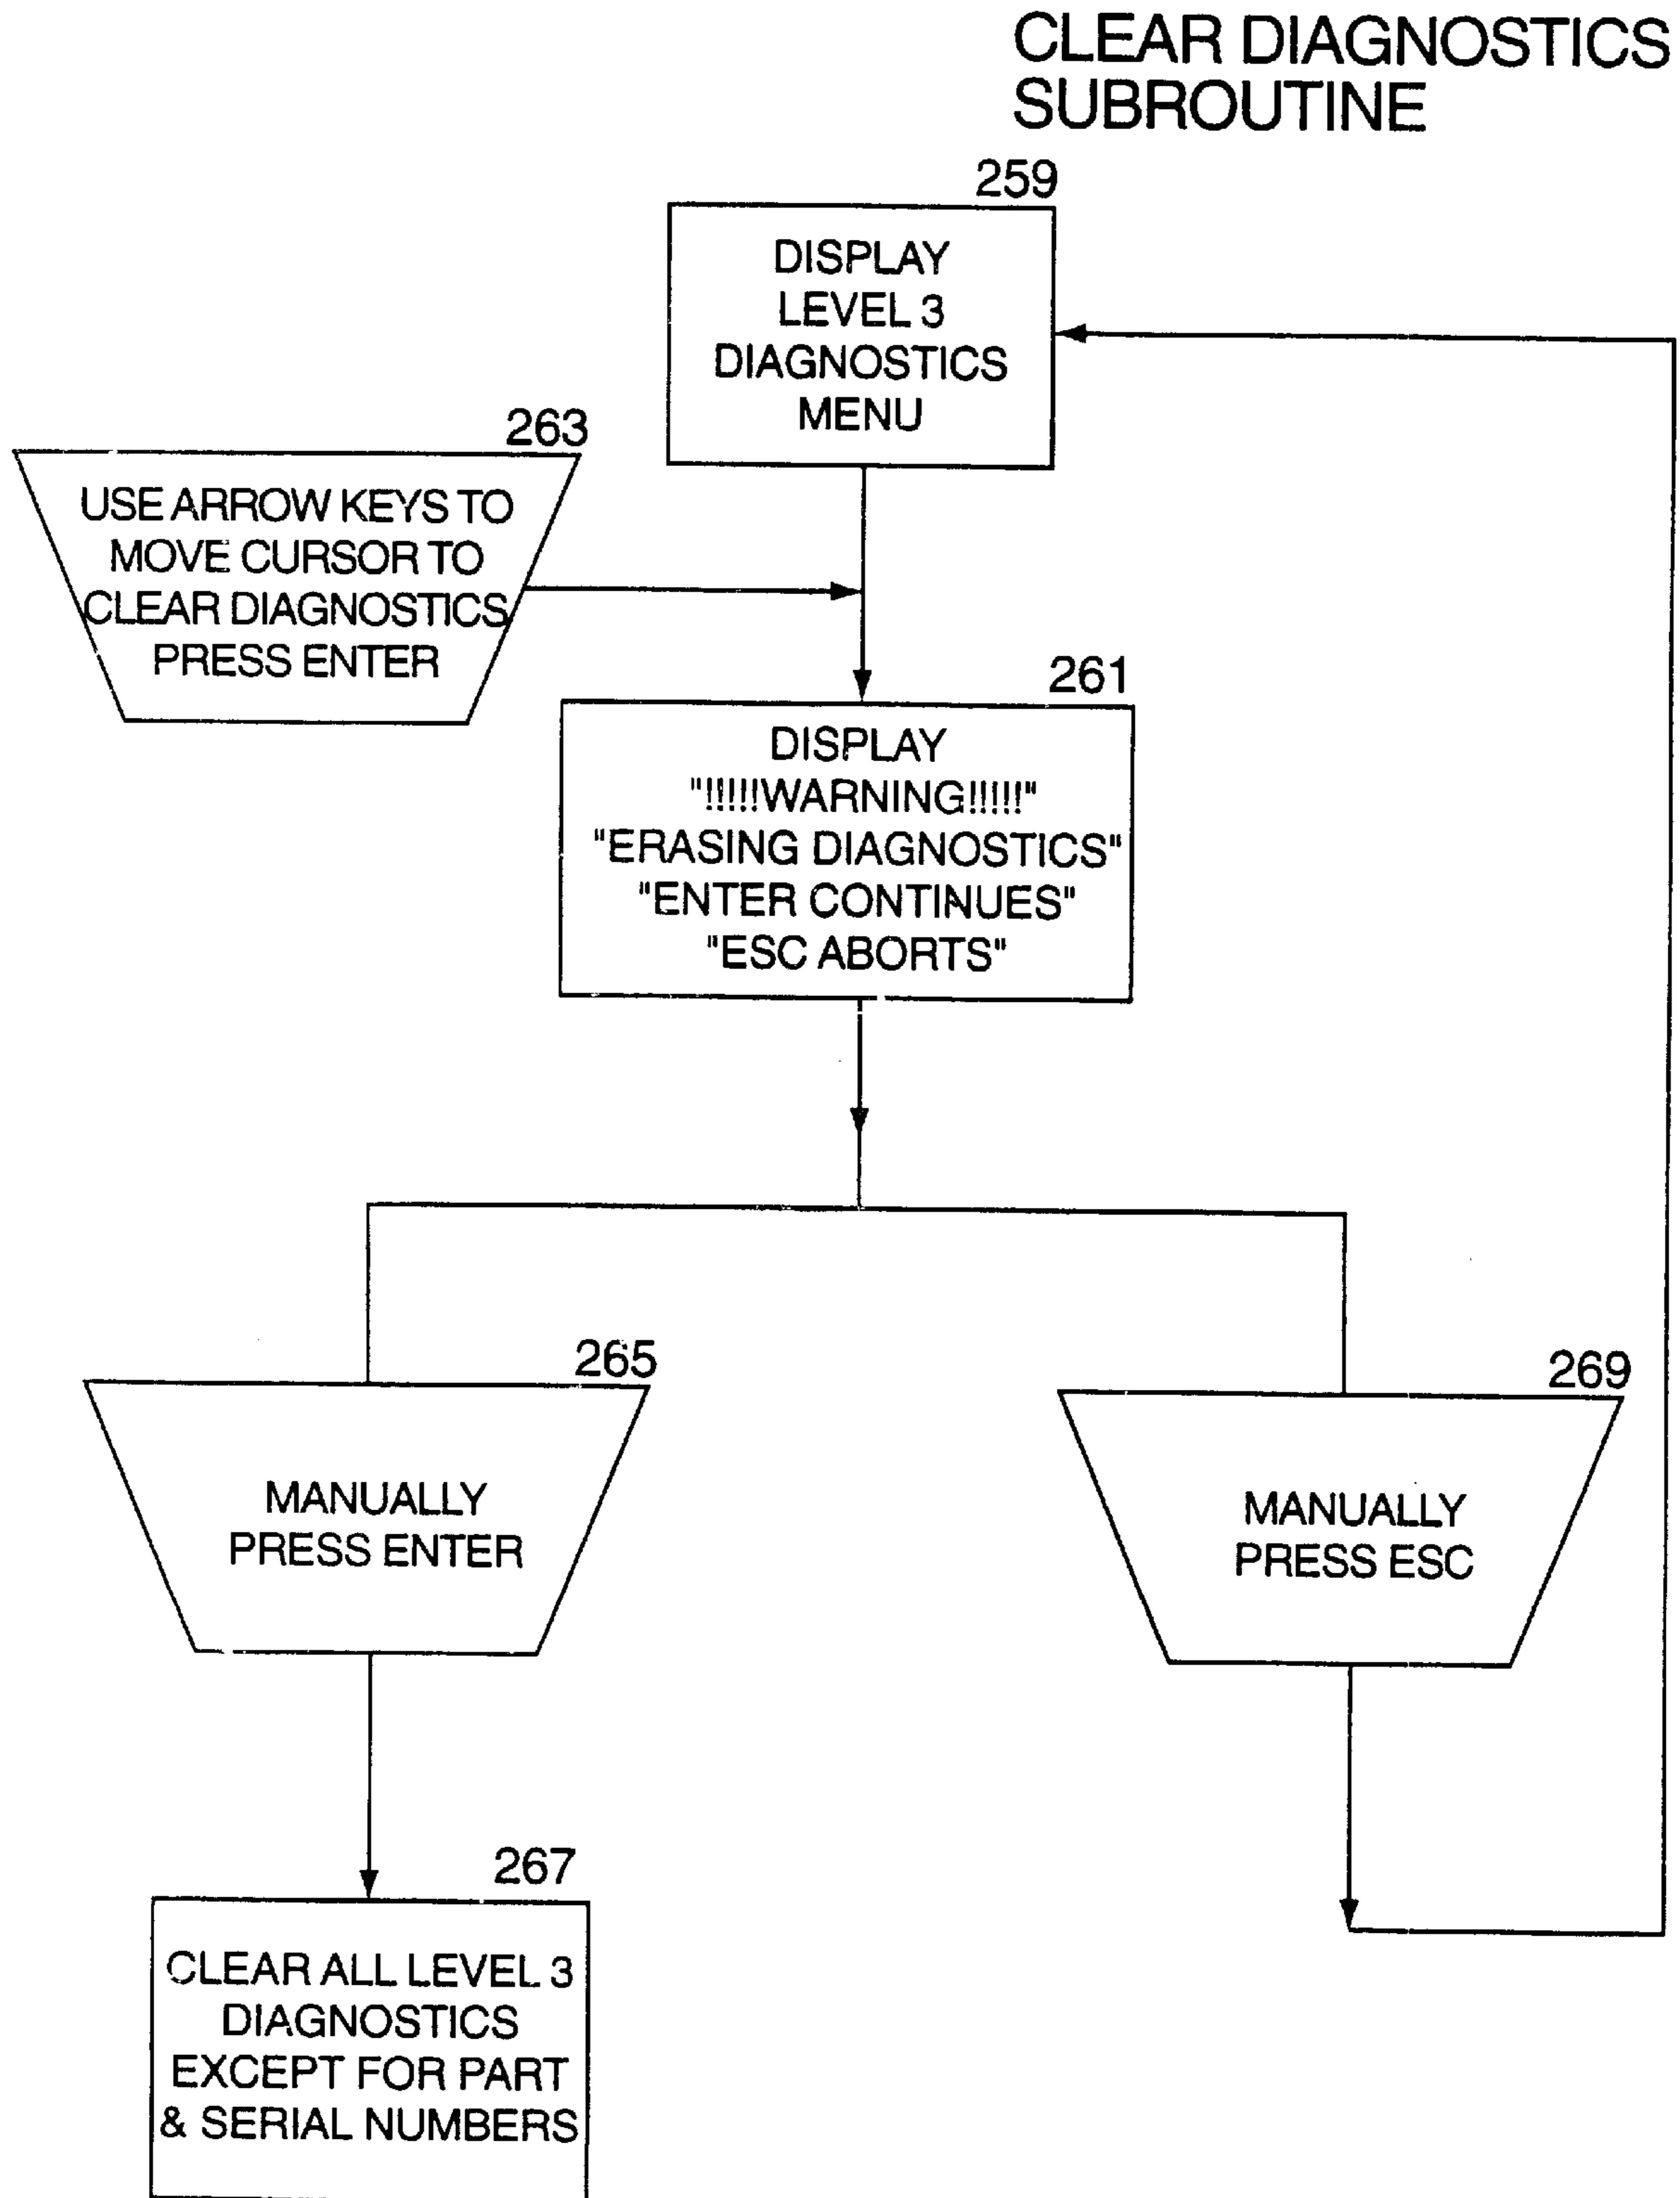 CLEAR DIAGNOSTICS
SUBROUTINE
259
DISPLAY
LEVEL 3
DIAGNOSTICS
MENU
263
USE ARROW KEYS TO
MOVE CURSOR TO
CLEAR DIAGNOSTICS
PRESS ENTER
261
DISPLAY
"!!!!!WARNING!!!!!"
"ERASING DIAGNOSTICS"
"ENTER CONTINUES"
"ESC ABORTS"
265
MANUALLY
PRESS ENTER
269
MANUALLY
PRESS ESC
267
CLEAR ALL LEVEL 3
DIAGNOSTICS
EXCEPT FOR PART
& SERIAL NUMBERS